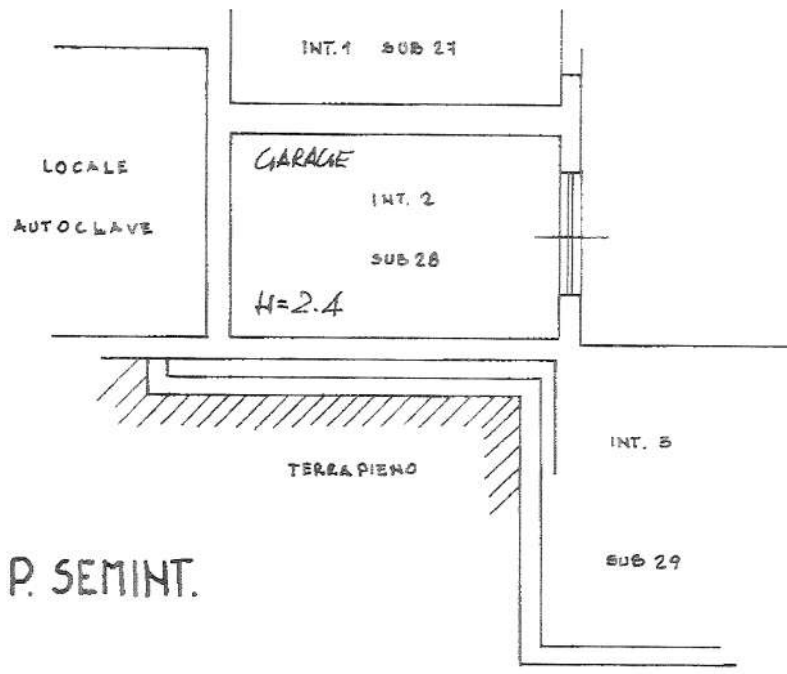 INT.1 SUB 27
GARAGE
LOCALE
AUTOCLAVE
INT. 2
SUB 28
H=2.4
INT. 3
TERRAPIENO
SUB 29
P. SEMINT.